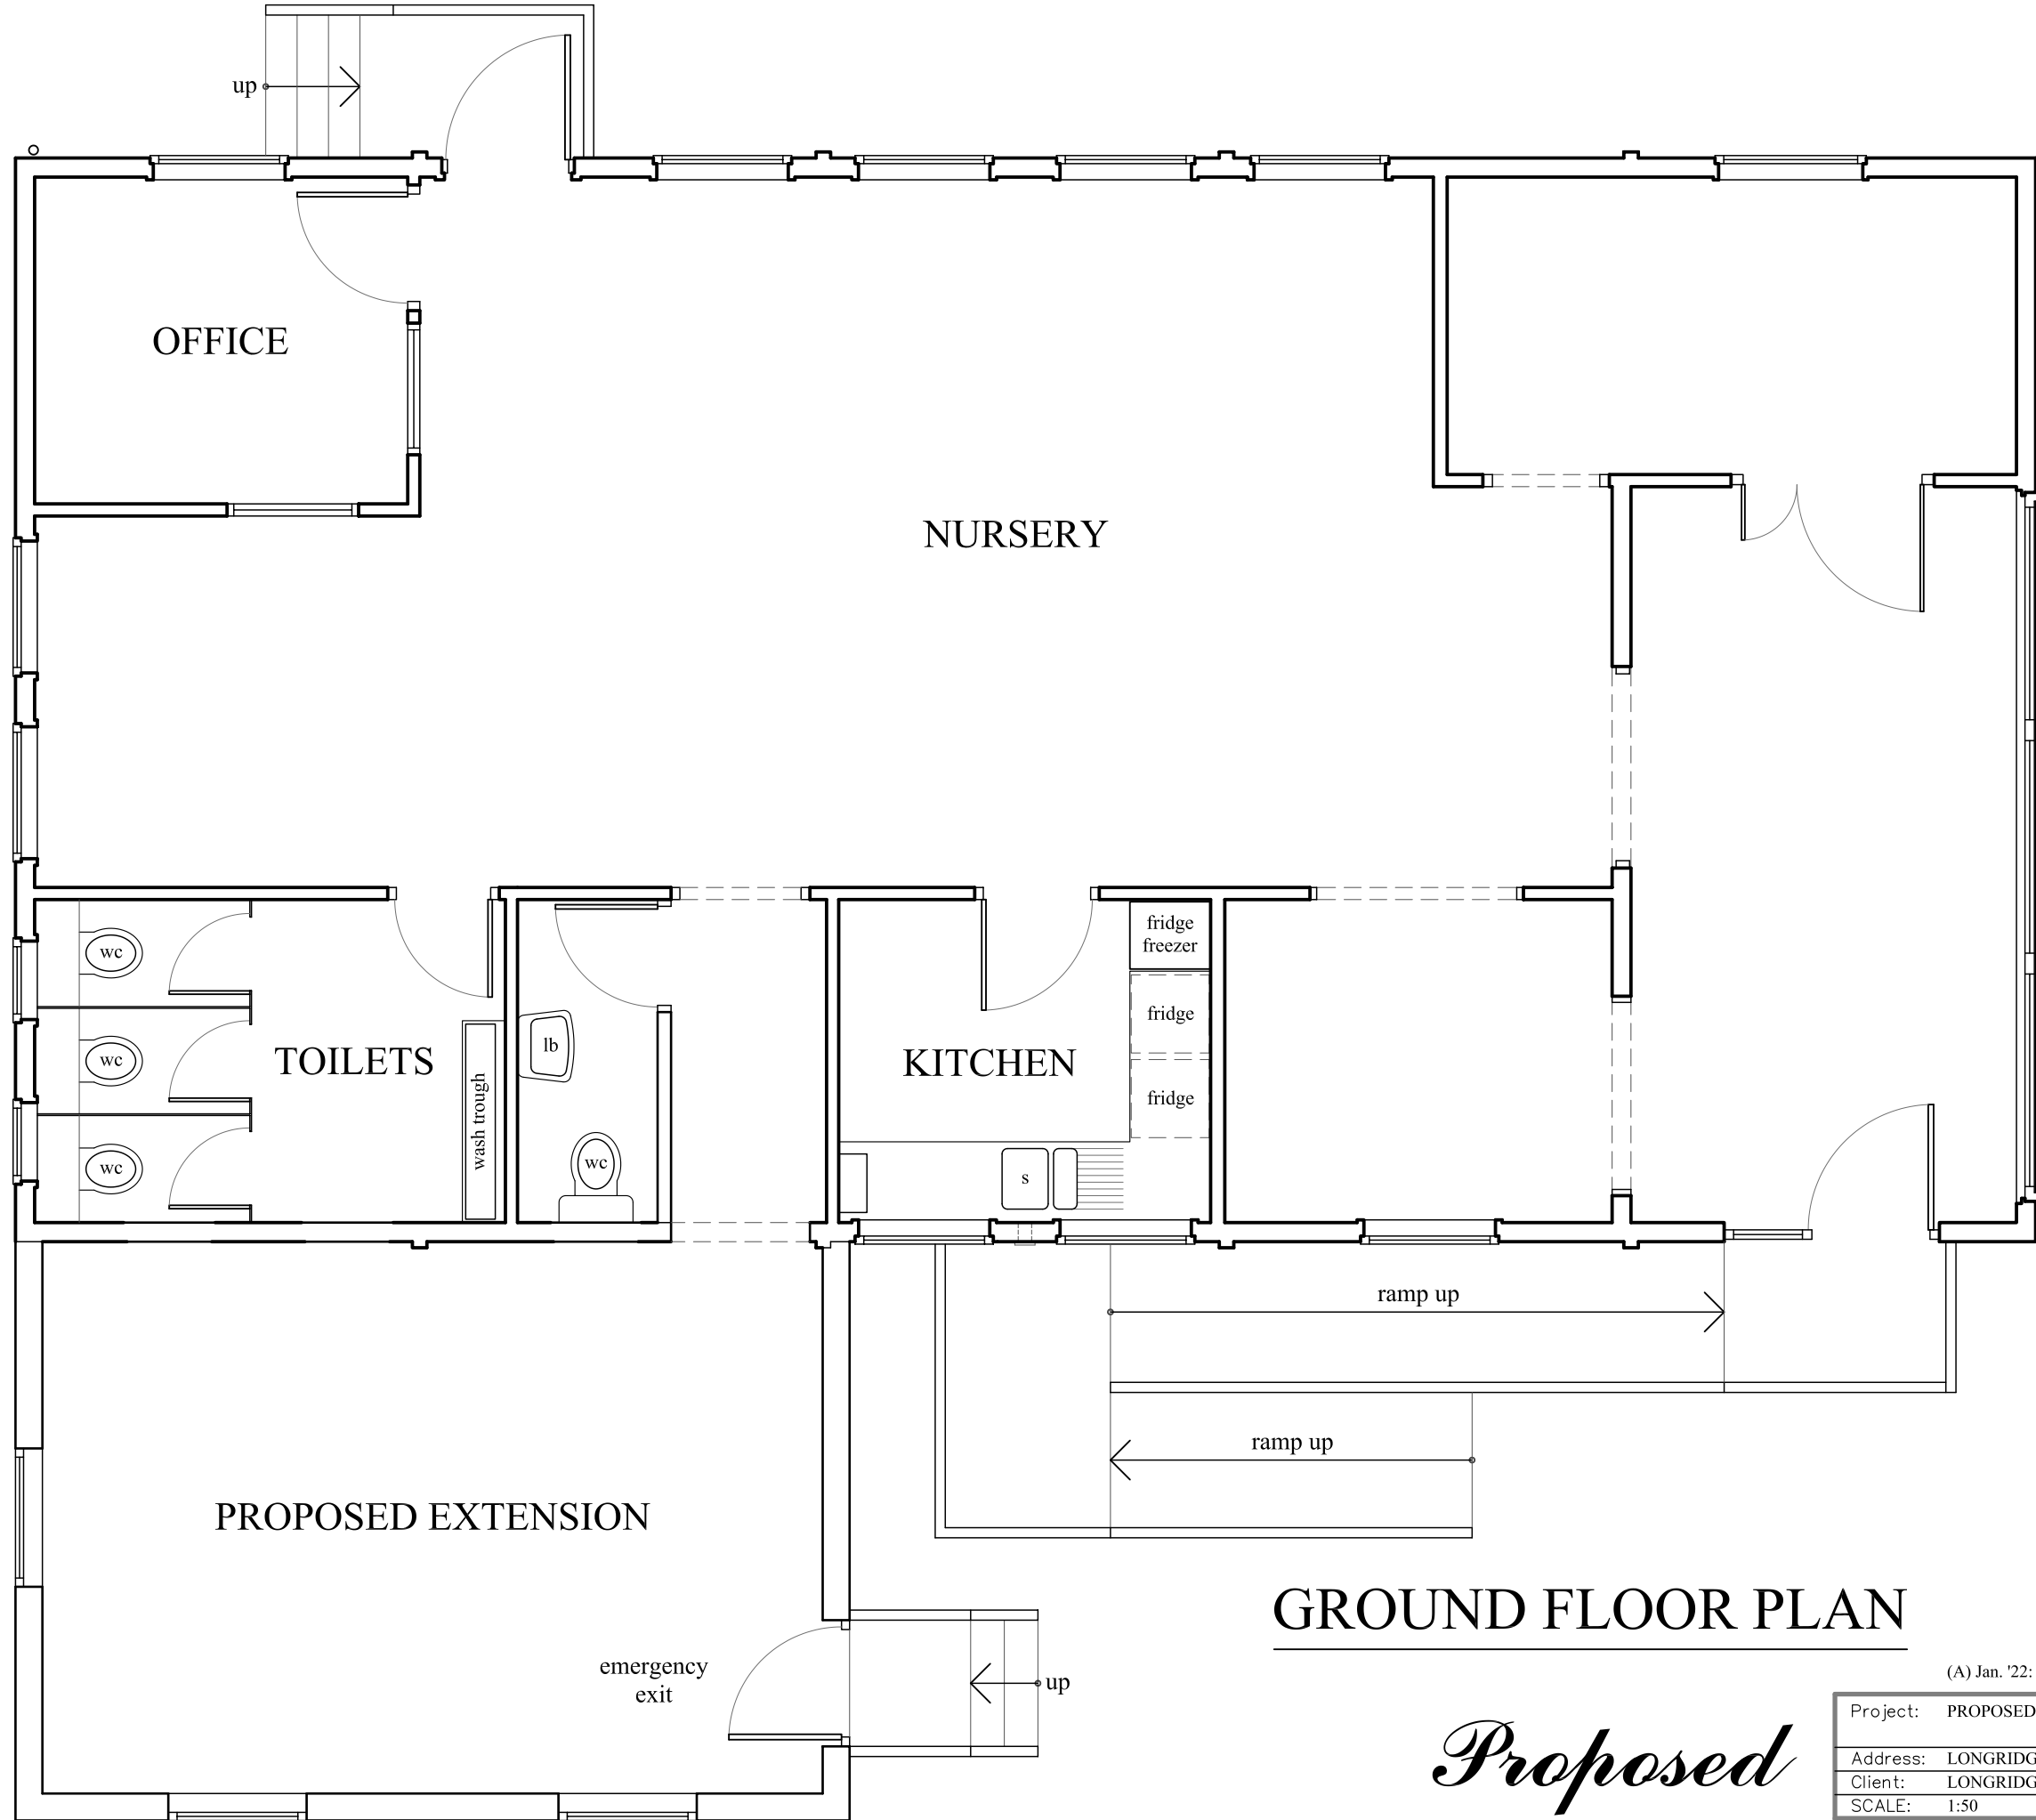 up
OFFICE
NURSERY
fridge
freezer
wc
fridge
lb
wc
TOILETS
KITCHEN
wash trough
fridge
wc
wc
s
ramp up
ramp up
PROPOSED EXTENSION
GROUND FLOOR PLAN
emergency
exit
up
(A) Jan. '22:
Proposed
Project: PROPOSED
Address: LONGRIDG
Client: LONGRIDG
SCALE: 1:50